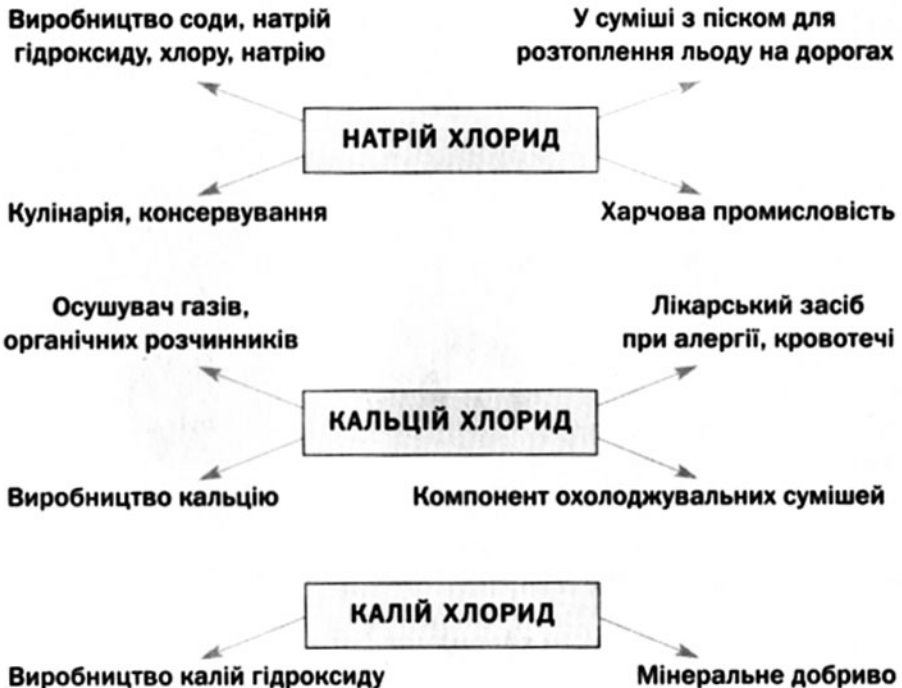 Виробництво соди, натрій
гідроксиду, хлору, натрію
У суміші з піском для
розтоплення льоду на дорогах
НАТРІЙ ХЛОРИД
Кулінарія, консервування
Харчова промисловість
Осушувач газів,
органічних розчинників
Лікарський засіб
при алергії, кровотечі
КАЛЬЦІЙ ХЛОРИД
Виробництво кальцію
Компонент охолоджувальних сумішей
КАЛІЙ ХЛОРИД
Виробництво калій гідроксиду
Мінеральне добриво